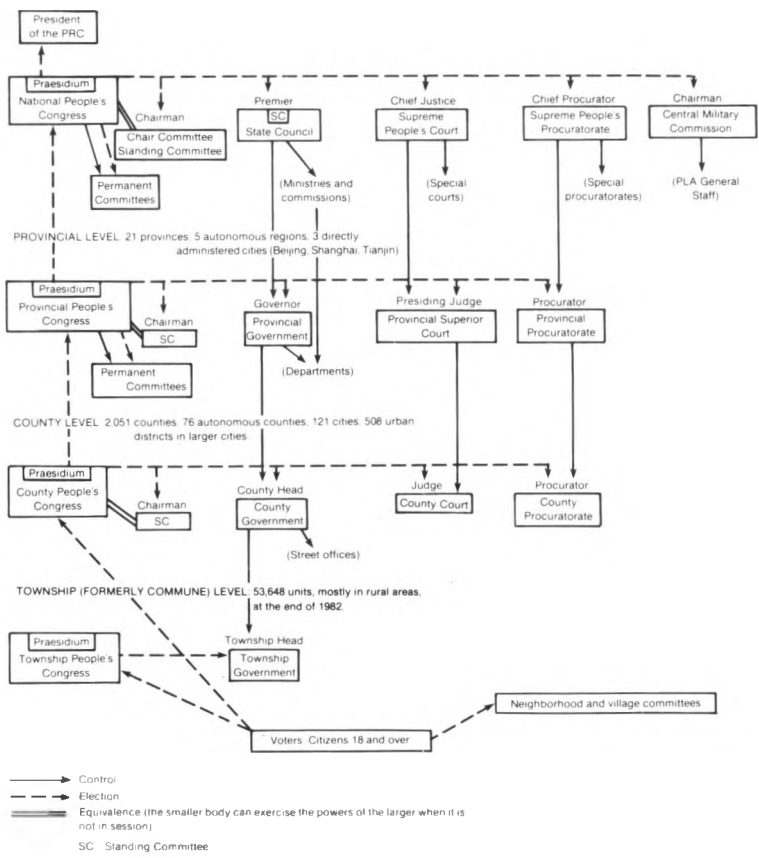 President
of the PRC
Praesidium
National People's
Congress
Chairman
Chair Committee
Standing Committee
Permanent
Committees
Premier
SC
State Council
(Ministries and
commissions)
Chief Justice
Supreme
People's Court
(Special
courts)
Chief Procurator
Supreme People's
Procuratorate
(Special
procuratorates)
Chairman
Central Military
Commission
(PLA General
Staff)
PROVINCIAL LEVEL: 21 provinces, 5 autonomous regions, 3 directly
administered cities (Beijing, Shanghai, Tianjin)
Praesidium
Provincial People's
Congress
Chairman
SC
Permanent
Committees
Governor
Provincial
Government
(Departments)
Presiding Judge
Provincial Superior
Court
Procurator
Provincial
Procuratorate
COUNTY LEVEL: 2,051 counties, 76 autonomous counties, 121 cities, 508 urban
districts in larger cities
Praesidium
County People's
Congress
Chairman
SC
County Head
County
Government
(Street offices)
Judge
County Court
Procurator
County
Procuratorate
TOWNSHIP (FORMERLY COMMUNE) LEVEL: 53,648 units, mostly in rural areas,
at the end of 1982.
Praesidium
Township People's
Congress
Township Head
Township
Government
Neighborhood and village committees
Voters: Citizens 18 and over
Control
Election
Equivalence (the smaller body can exercise the powers of the larger when it is
not in session)
SC Standing Committee